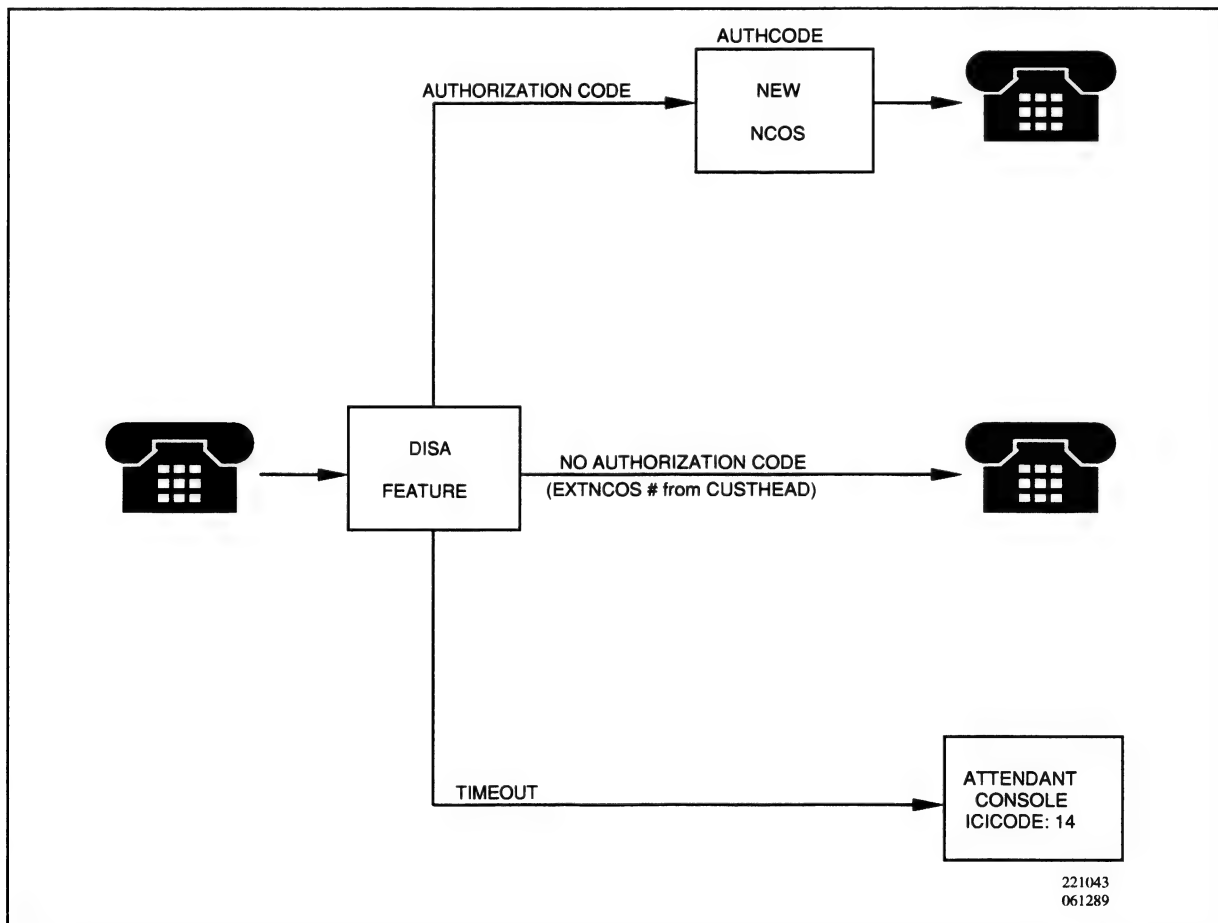 AUTHCODE
AUTHORIZATION CODE
NEW
NCOS
DISA
FEATURE
NO AUTHORIZATION CODE
(EXTNCOS # from CUSTHEAD)
TIMEOUT
ATTENDANT
CONSOLE
ICICODE: 14
221043
061289